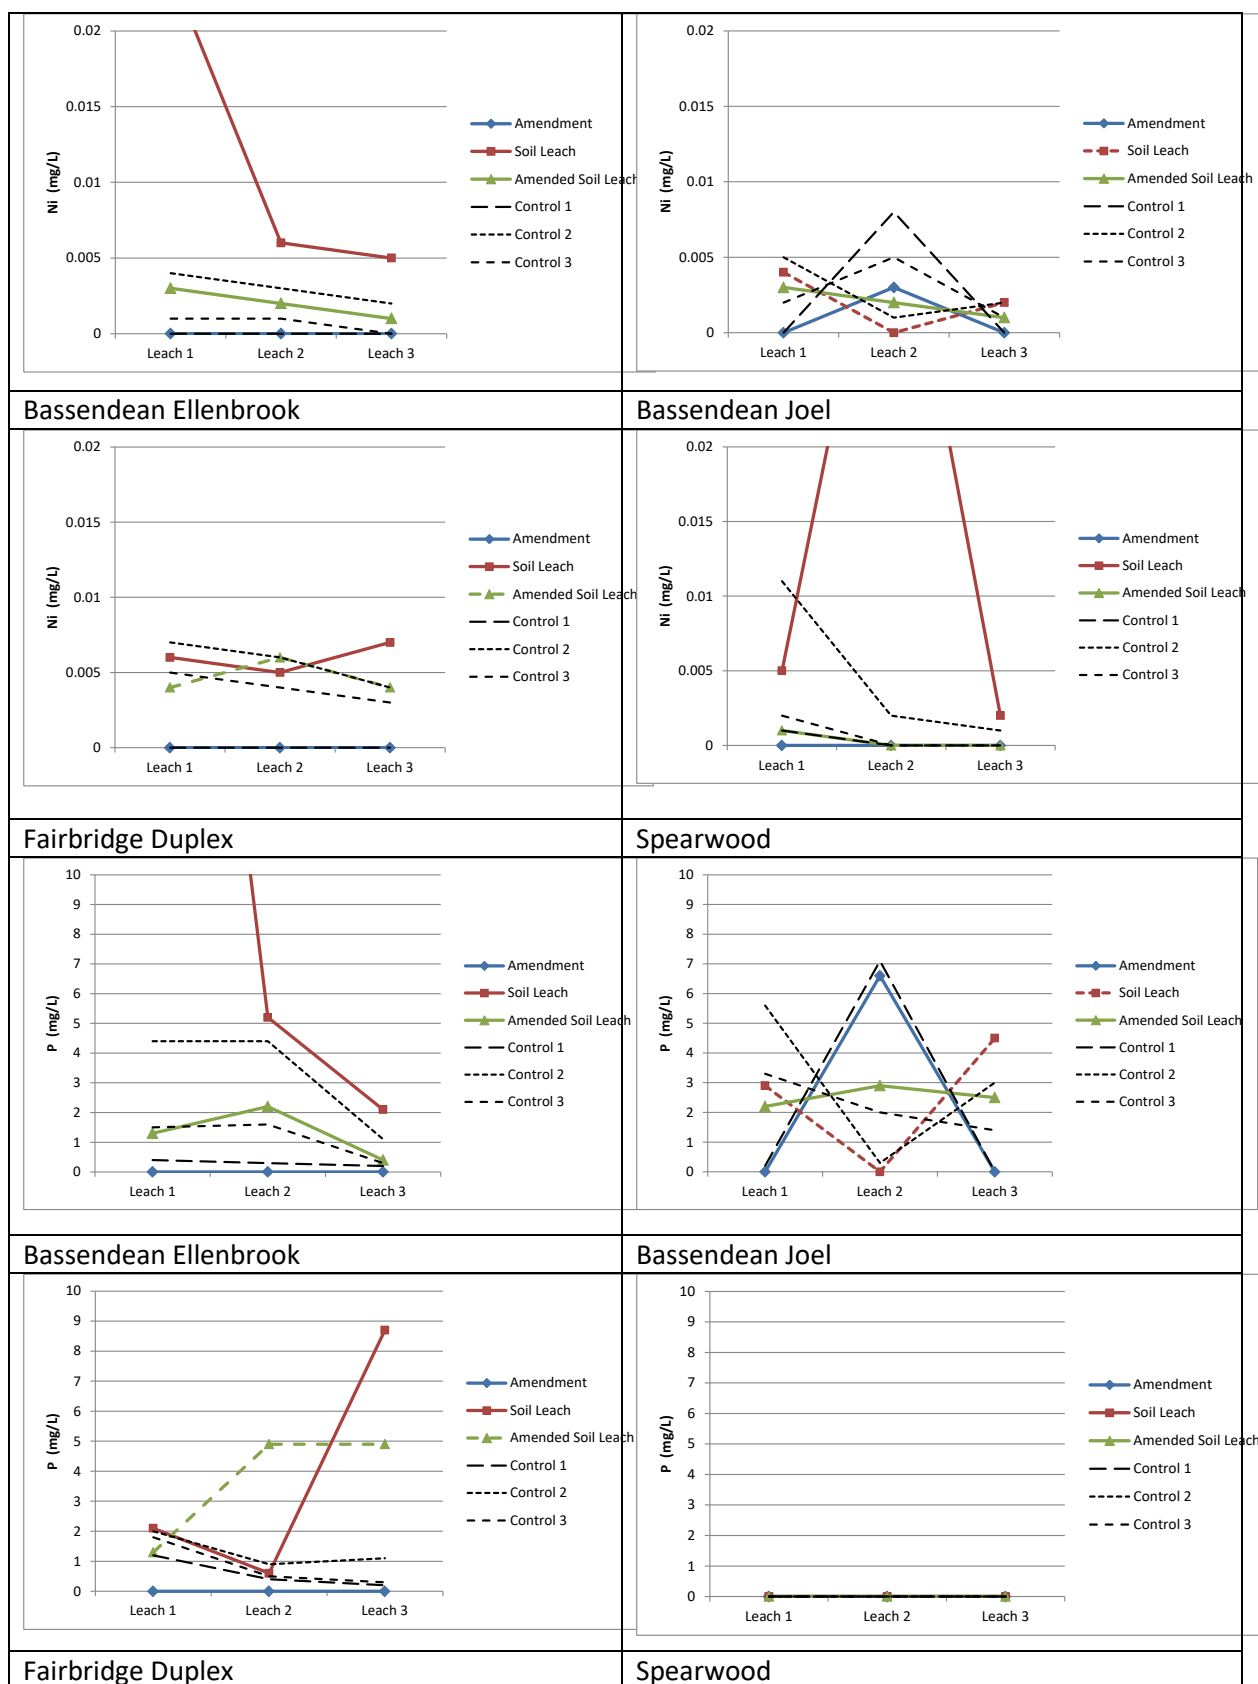 0.02
0.015
0.01
0.005
0
Ni (mg/L)
Leach 1 Leach 2 Leach 3
Amendment
Soil Leach
Amended Soil Leach
Control 1
Control 2
Control 3
0.02
0.015
0.01
0.005
0
Ni (mg/L)
Leach 1 Leach 2 Leach 3
Amendment
Soil Leach
Amended Soil Leach
Control 1
Control 2
Control 3
Bassendean Ellenbrook
Bassendean Joel
0.02
0.015
0.01
0.005
0
Ni (mg/L)
Leach 1 Leach 2 Leach 3
Amendment
Soil Leach
Amended Soil Leach
Control 1
Control 2
Control 3
0.02
0.015
0.01
0.005
0
Ni (mg/L)
Leach 1 Leach 2 Leach 3
Amendment
Soil Leach
Amended Soil Leach
Control 1
Control 2
Control 3
Fairbridge Duplex
Spearwood
10
9
8
7
6
5
4
3
2
1
0
P (mg/L)
Leach 1 Leach 2 Leach 3
Amendment
Soil Leach
Amended Soil Leach
Control 1
Control 2
Control 3
10
9
8
7
6
5
4
3
2
1
0
P (mg/L)
Leach 1 Leach 2 Leach 3
Amendment
Soil Leach
Amended Soil Leach
Control 1
Control 2
Control 3
Bassendean Ellenbrook
Bassendean Joel
10
9
8
7
6
5
4
3
2
1
0
P (mg/L)
Leach 1 Leach 2 Leach 3
Amendment
Soil Leach
Amended Soil Leach
Control 1
Control 2
Control 3
10
9
8
7
6
5
4
3
2
1
0
P (mg/L)
Leach 1 Leach 2 Leach 3
Amendment
Soil Leach
Amended Soil Leach
Control 1
Control 2
Control 3
Fairbridge Duplex
Spearwood